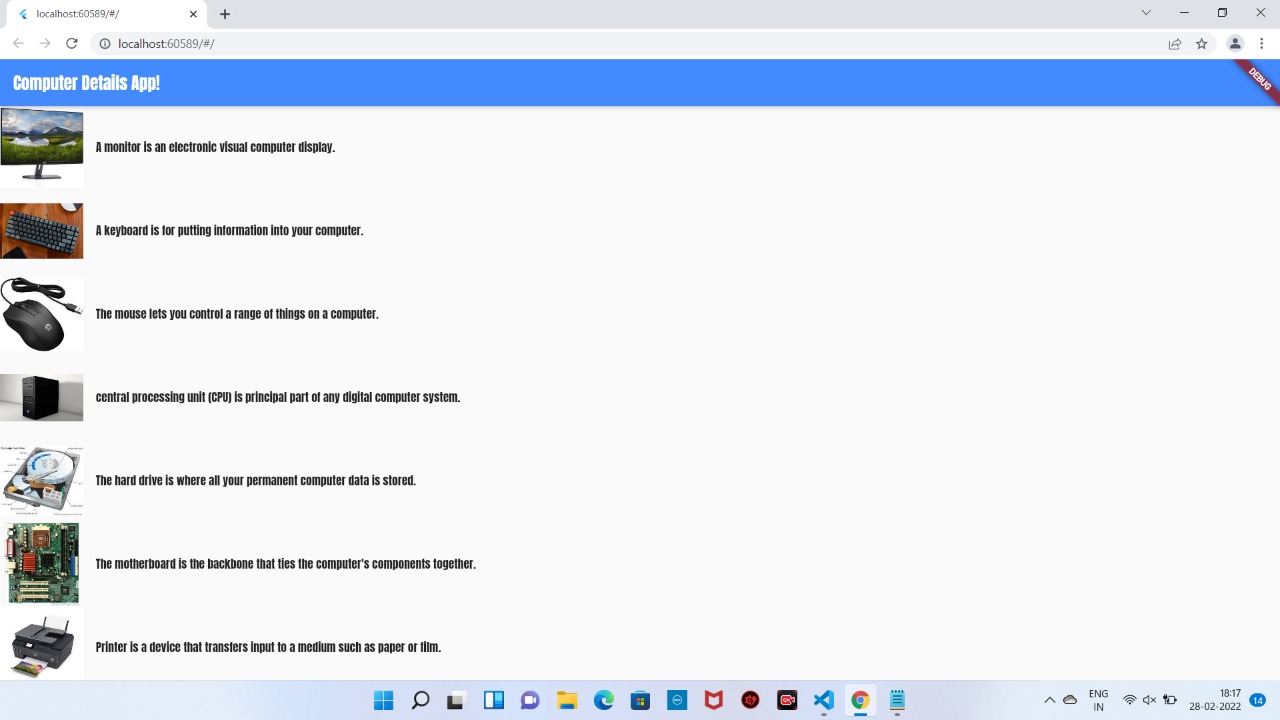 localhost:60589/#/
localhost:60589/#/
Computer Details App!
DEBUG
A monitor is an electronic visual computer display.
A keyboard is for putting information into your computer.
The mouse lets you control a range of things on a computer.
central processing unit (CPU) is principal part of any digital computer system.
The hard drive is where all your permanent computer data is stored.
The motherboard is the backbone that ties the computer's components together.
Printer is a device that transfers input to a medium such as paper or film.
ENG
IN
18:17
28-02-2022
14